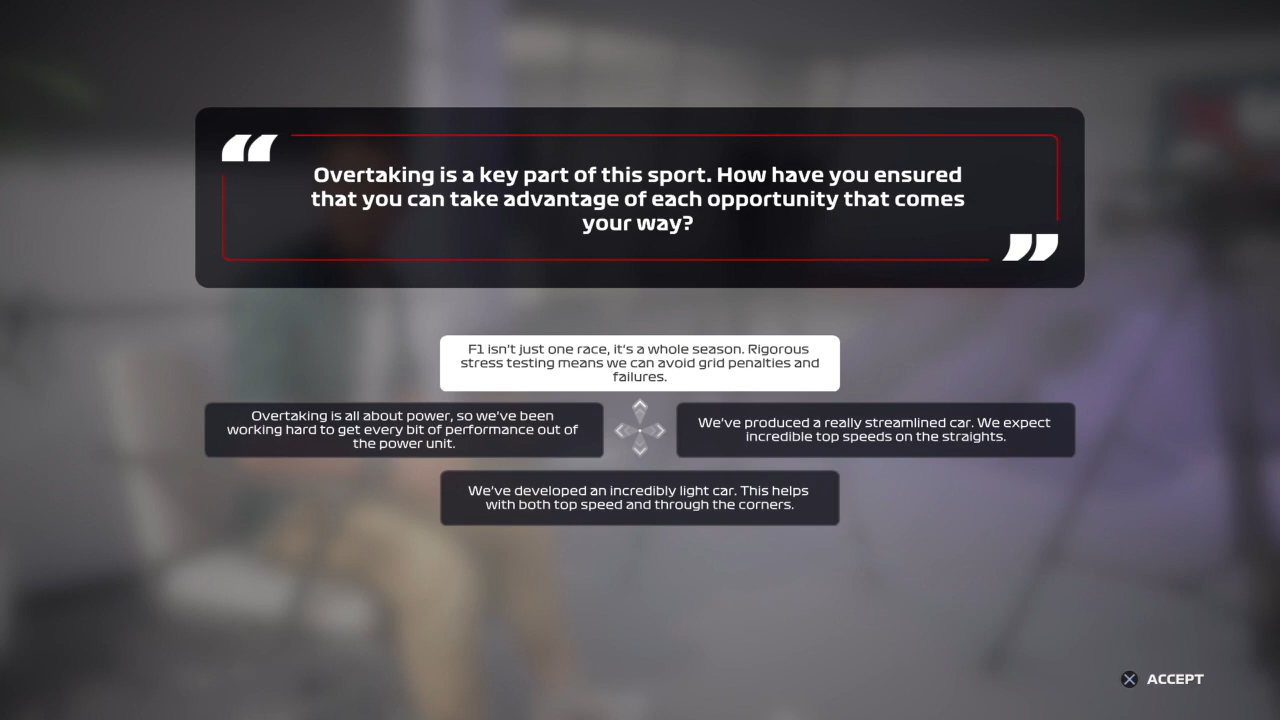 Overtaking is a key part of this sport. How have you ensured
that you can take advantage of each opportunity that comes
your way?
F1 isn't just one race, it's a whole season. Rigorous
stress testing means we can avoid grid penalties and
failures.
Overtaking is all about power, so we've been
working hard to get every bit of performance out of
the power unit.
We've produced a really streamlined car. We expect
incredible top speeds on the straights.
We've developed an incredibly light car. This helps
with both top speed and through the corners.
ACCEPT